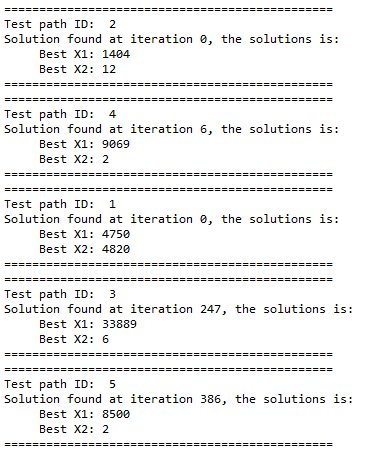 ===============================================
Test path ID:  2
Solution found at iteration 0, the solutions is:
     Best X1: 1404
     Best X2: 12
===============================================
===============================================
Test path ID:  4
Solution found at iteration 6, the solutions is:
     Best X1: 9069
     Best X2: 2
===============================================
===============================================
Test path ID:  1
Solution found at iteration 0, the solutions is:
     Best X1: 4750
     Best X2: 4820
===============================================
===============================================
Test path ID:  3
Solution found at iteration 247, the solutions is:
     Best X1: 33889
     Best X2: 6
===============================================
===============================================
Test path ID:  5
Solution found at iteration 386, the solutions is:
     Best X1: 8500
     Best X2: 2
===============================================